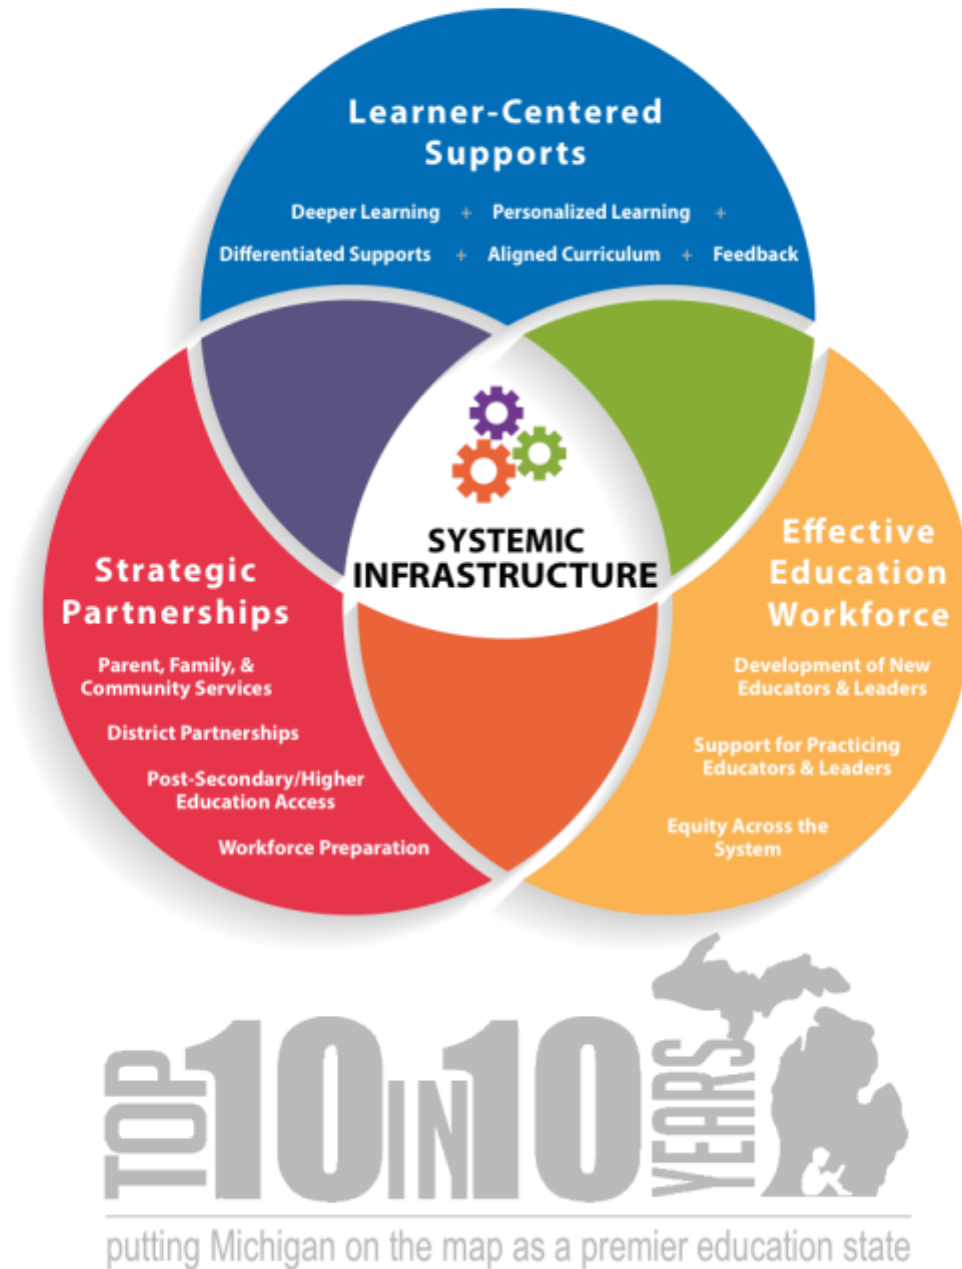 Learner-Centered
Supports
Deeper Learning + Personalized Learning +
Differentiated Supports + Aligned Curriculum + Feedback
SYSTEMIC
INFRASTRUCTURE
Strategic
Partnerships
Parent, Family, &
Community Services
District Partnerships
Post-Secondary/Higher
Education Access
Workforce Preparation
Effective
Education
Workforce
Development of New
Educators & Leaders
Support for Practicing
Educators & Leaders
Equity Across the
System
TOP 10 IN 10 YEARS
putting Michigan on the map as a premier education state